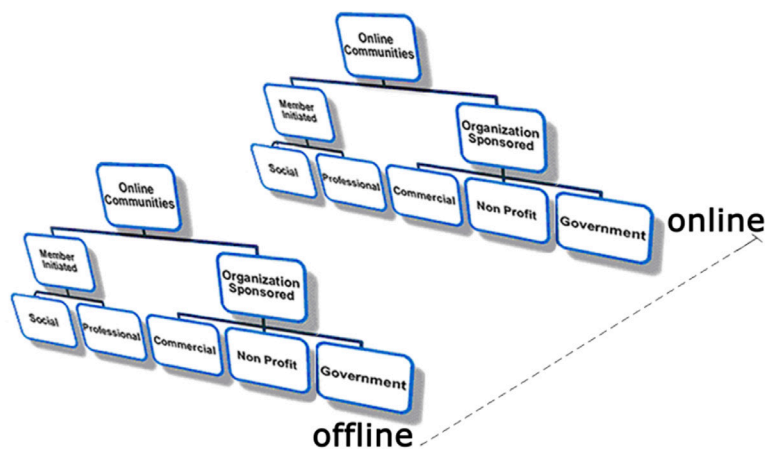 Online
Communities
Member
Initiated
Organization
Sponsored
Social
Professional
Commercial
Non Profit
Government
online
Online
Communities
Member
Initiated
Organization
Sponsored
Social
Professional
Commercial
Non Profit
Government
offline